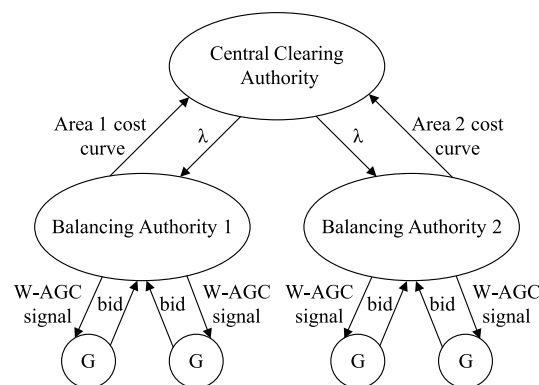 Central Clearing
Authority
Area 1 cost
curve
λ
λ
Area 2 cost
curve
Balancing Authority 1
Balancing Authority 2
W-AGC
signal
bid
bid
W-AGC
signal
W-AGC
signal
bid
bid
W-AGC
signal
G
G
G
G